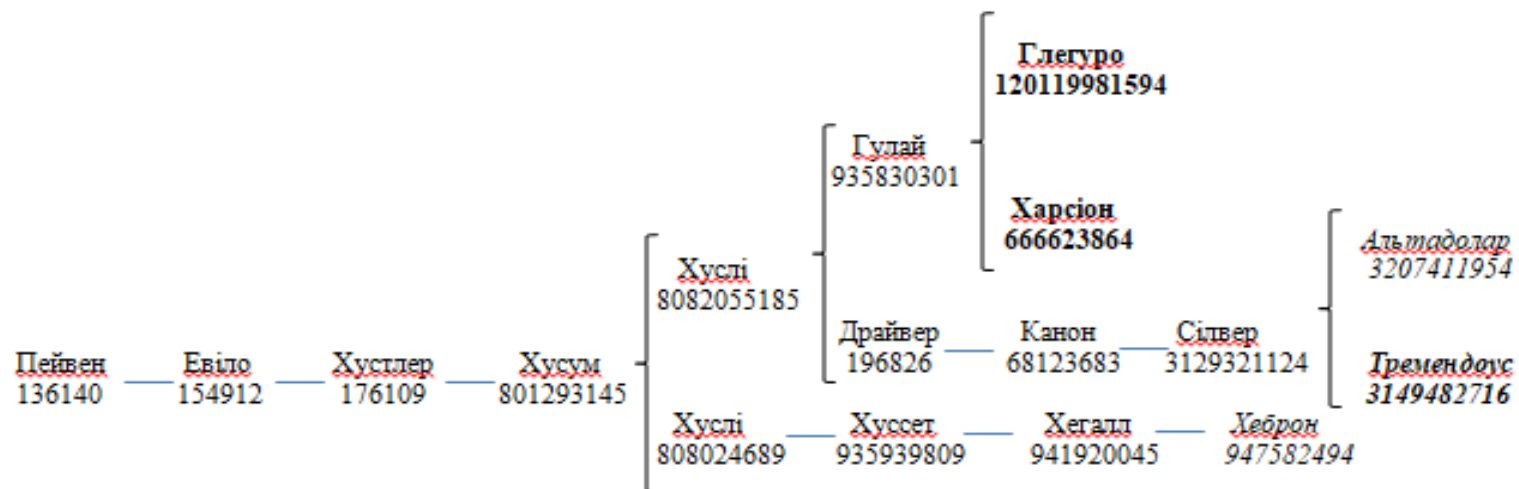 Глегуро
120119981594
Гулай
935830301
Харсіон
666623864
Хуслі
8082055185
Альтадолар
3207411954
Драйвер
196826
Канон
68123683
Сілвер
3129321124
Пейвен
136140
Евіло
154912
Хустлер
176109
Хусум
801293145
Тремендоус
3149482716
Хуслі
808024689
Хуссет
935939809
Хегалл
941920045
Хеброн
947582494